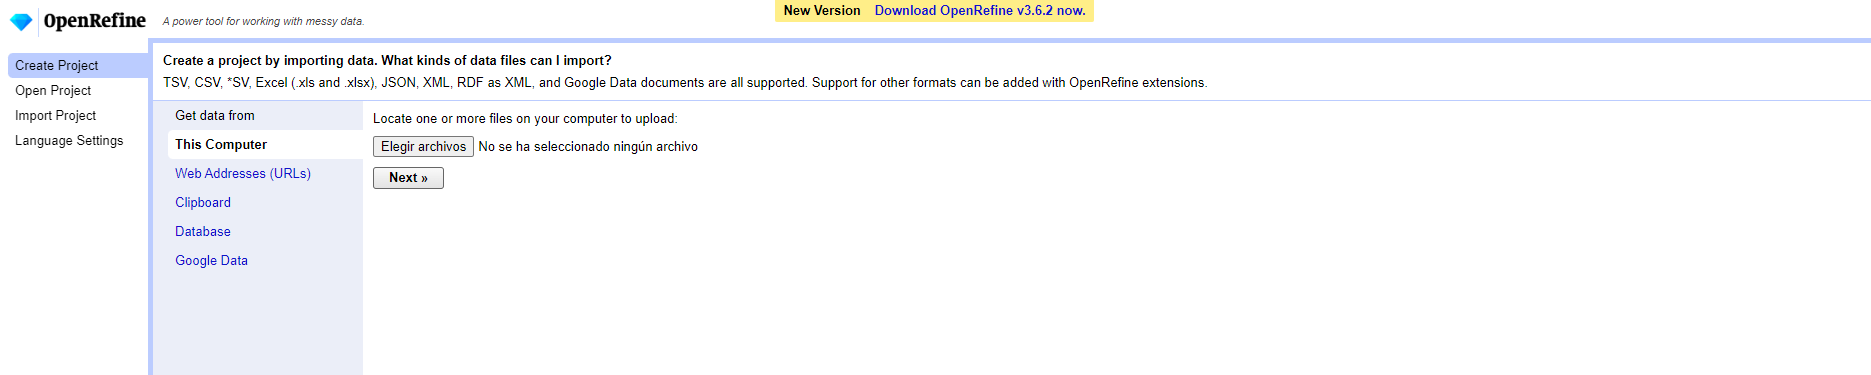 OpenRefine A power tool for working with messy data.
New Version Download OpenRefine v3.6.2 now.
Create Project
Open Project
Import Project
Language Settings
Create a project by importing data. What kinds of data files can I import?
TSV, CSV, *SV, Excel (.xls and .xlsx), JSON, XML, RDF as XML, and Google Data documents are all supported. Support for other formats can be added with OpenRefine extensions.
Get data from
This Computer
Web Addresses (URLs)
Clipboard
Database
Google Data
Locate one or more files on your computer to upload:
Elegir archivos No se ha seleccionado ningún archivo
Next »